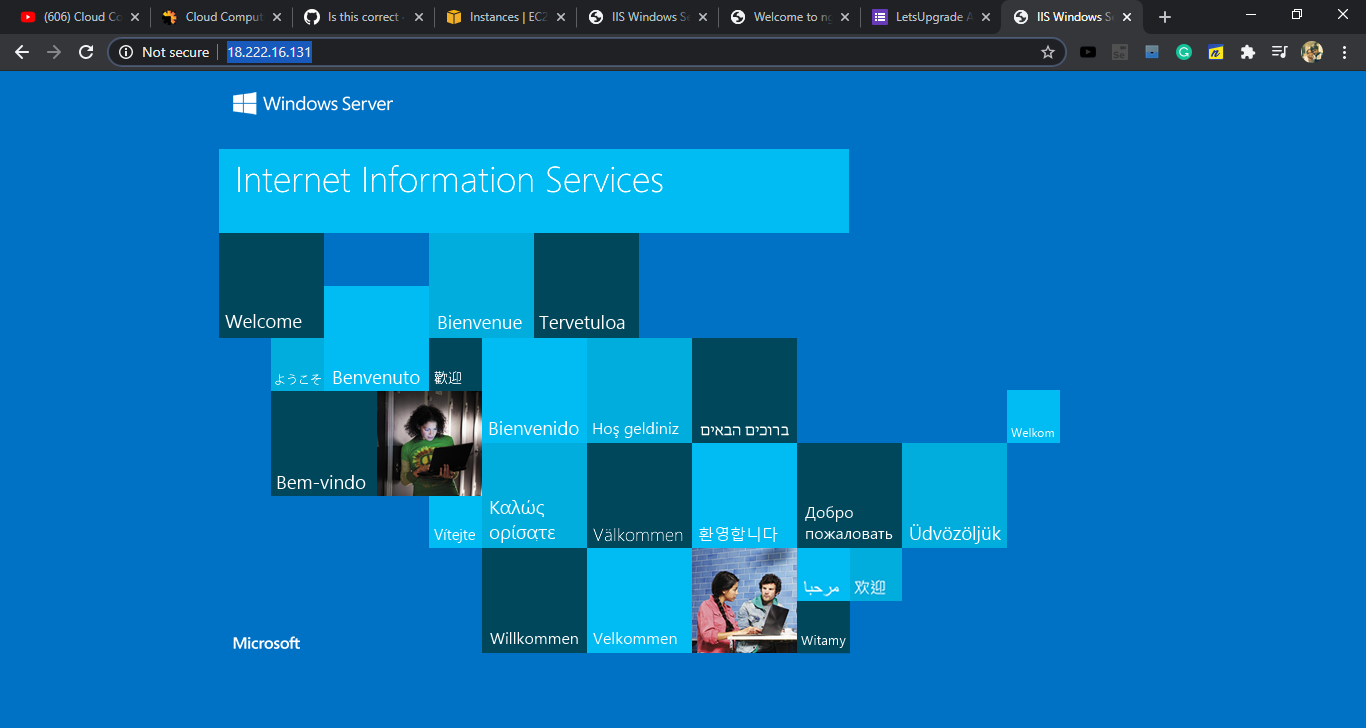 (606) Cloud Co
Cloud Comput
Is this correct
Instances | EC2
IIS Windows Se
Welcome to ng
LetsUpgrade A
IIS Windows Se
Not secure
18.222.16.131
Windows Server
Internet Information Services
Welcome
Bienvenue
Tervetuloa
ようこそ
Benvenuto
歡迎
Bienvenido
Hoş geldiniz
ברוכים הבאים
Welkom
Bem-vindo
Vítejte
Καλώς
ορίσατε
Välkommen
환영합니다
Добро
пожаловать
Üdvözöljük
Willkommen
Velkommen
مرحبا
欢迎
Witamy
Microsoft